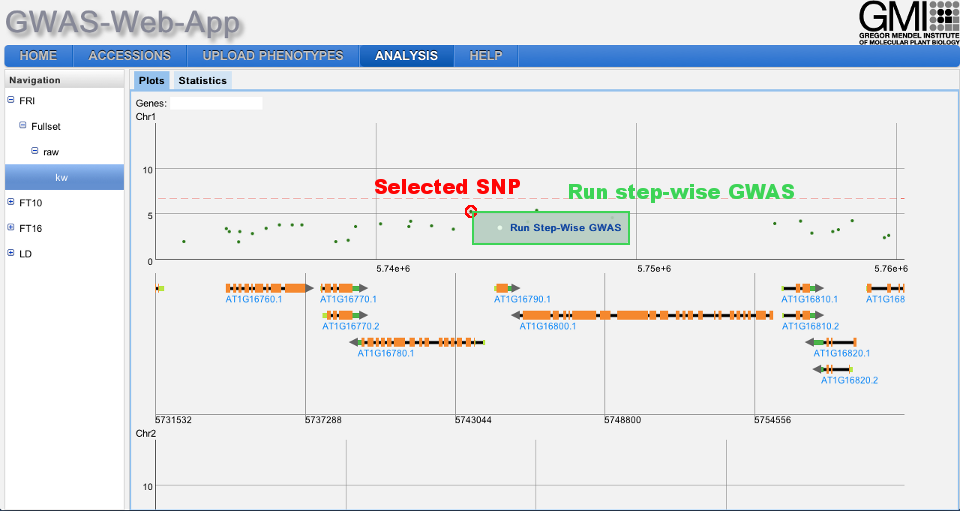 GWAS-Web-App
GMI
GREGOR MENDEL INSTITUTE
OF MOLECULAR PLANT BIOLOGY
HOME ACCESSIONS UPLOAD PHENOTYPES ANALYSIS HELP
Navigation
FRI
Fullset
raw
kw
FT10
FT16
LD
Plots Statistics
Genes:
Chr1
10
5
0
Selected SNP
Run step-wise GWAS
Run Step-Wise GWAS
5.74e+6 5.75e+6 5.76e+6
AT1G16760.1 AT1G16770.1 AT1G16790.1 AT1G16810.1 AT1G168
AT1G16770.2 AT1G16800.1 AT1G16810.2
AT1G16780.1 AT1G16820.1
AT1G16820.2
5731532 5737288 5743044 5748800 5754556
Chr2
10